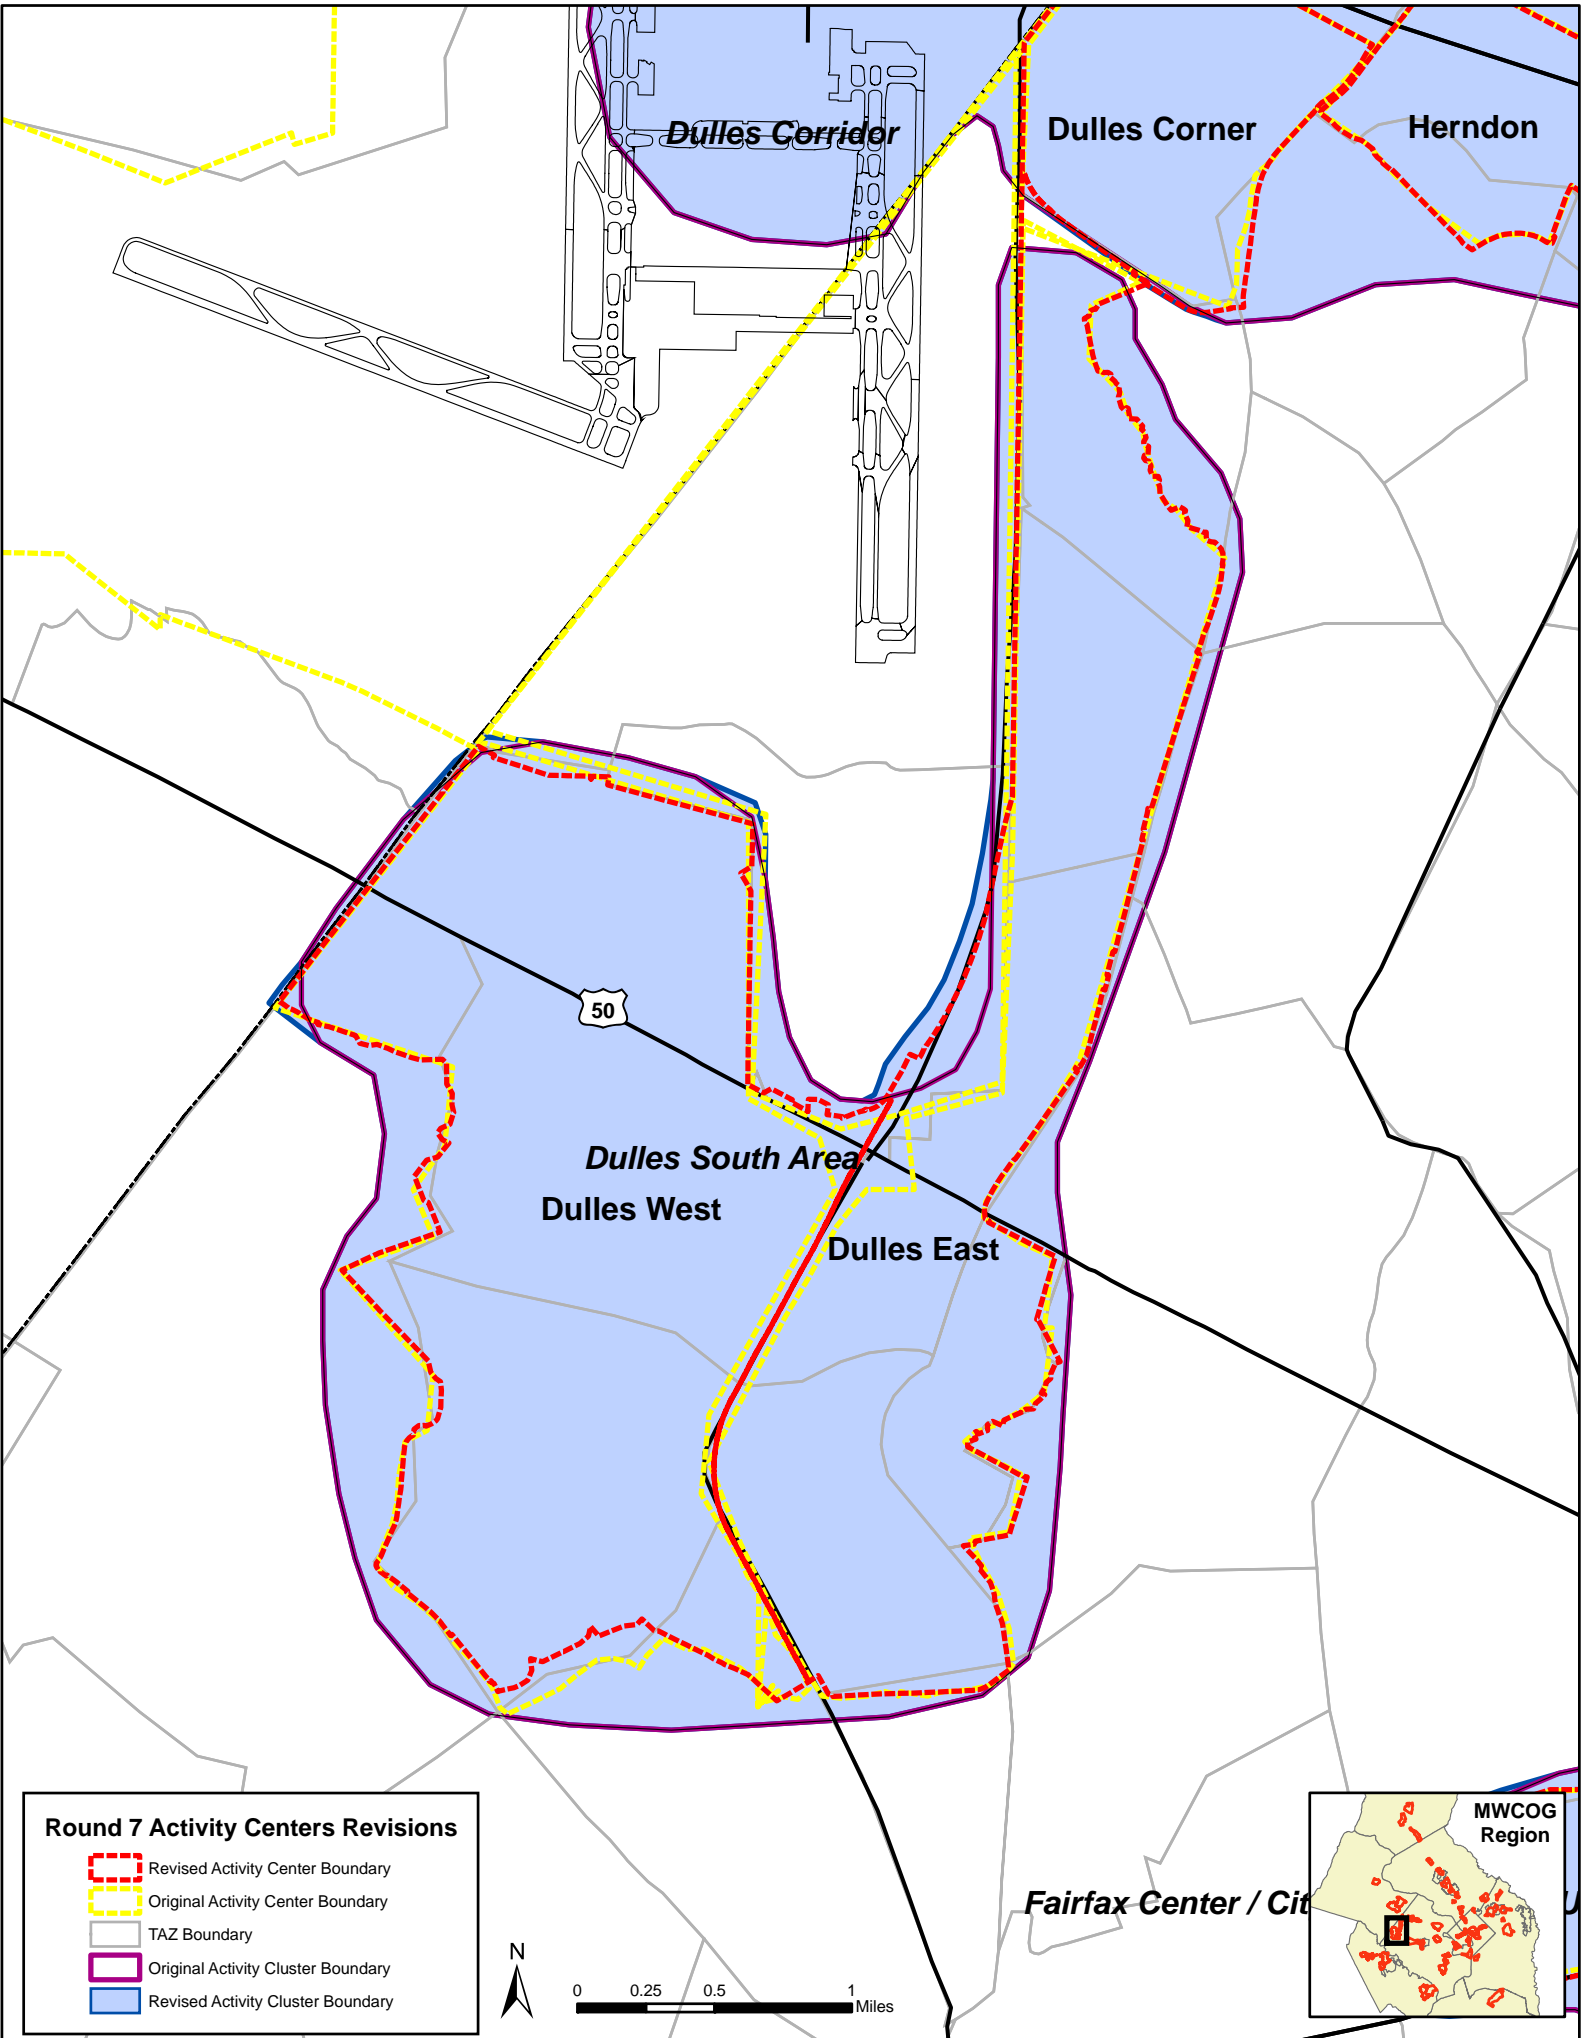 Dulles Corridor
Dulles Corner
Herndon
50
Dulles South Area
Dulles West
Dulles East
Round 7 Activity Centers Revisions
Revised Activity Center Boundary
Original Activity Center Boundary
TAZ Boundary
Original Activity Cluster Boundary
Revised Activity Cluster Boundary
N
0 0.25 0.5 1
Miles
Fairfax Center / Cit
MWCOG
Region